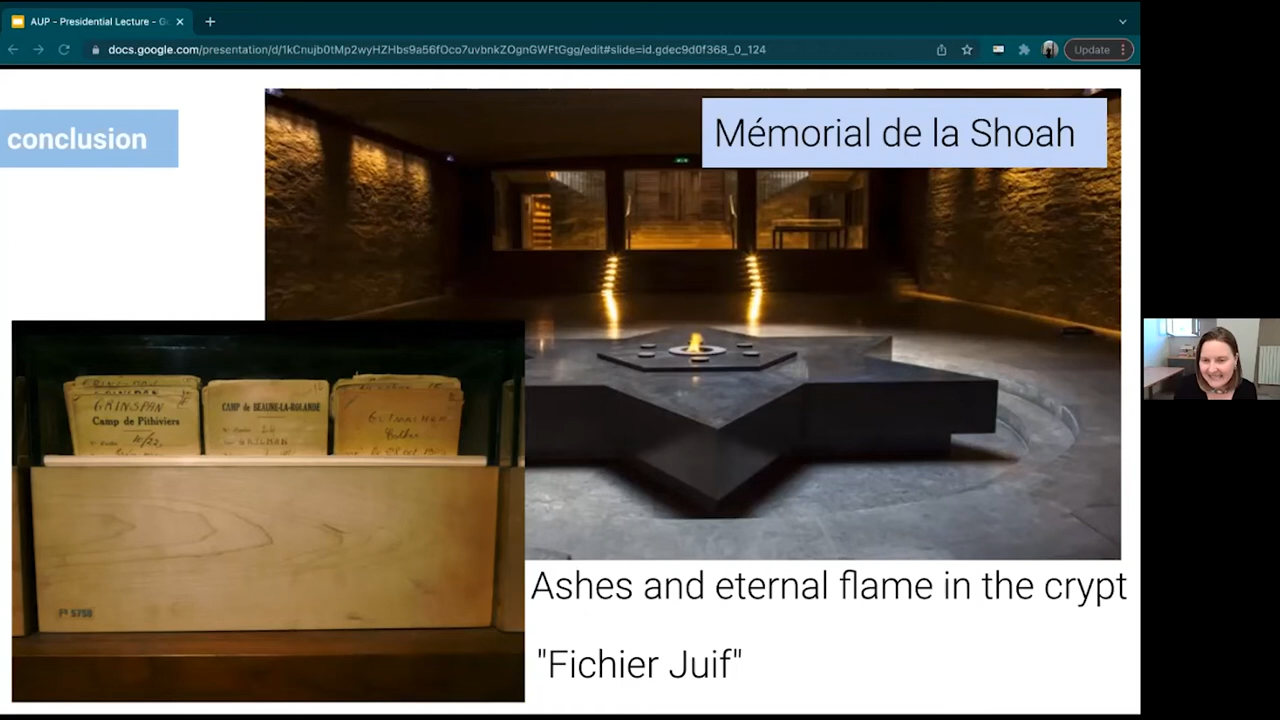 AUP - Presidential Lecture - G
docs.google.com/presentation/d/1kCnujb0tMp2wyHZHbs9a56fOco7uvbnkZOgnGWFtGgg/edit#slide=id.gdec9d0f368_0_124
Update
conclusion
Mémorial de la Shoah
GRINSPAN
Camp de Pithiviers
CAMP de BEAUNE-LA-ROLANDE
Ashes and eternal flame in the crypt
"Fichier Juif"